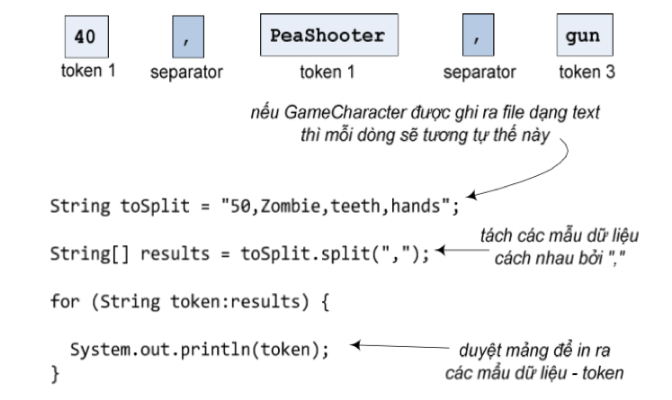 40 , PeaShooter , gun
token 1 separator token 1 separator token 3
nếu GameCharacter được ghi ra file dạng text
thì mỗi dòng sẽ tương tự thế này
String toSplit = "50,Zombie,teeth,hands";
tách các mẫu dữ liệu
String[] results = toSplit.split(",");
cách nhau bởi ","
for (String token:results) {
System.out.println(token);
duyệt mảng để in ra
}
các mẫu dữ liệu - token